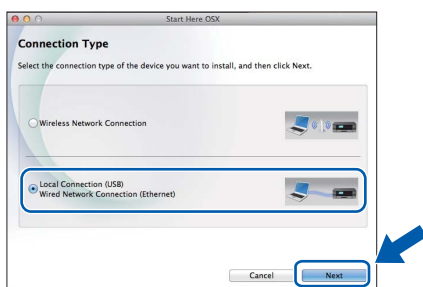 Start Here OSX
Connection Type
Select the connection type of the device you want to install, and then click Next.
Wireless Network Connection
Local Connection (USB)
Wired Network Connection (Ethernet)
Cancel
Next